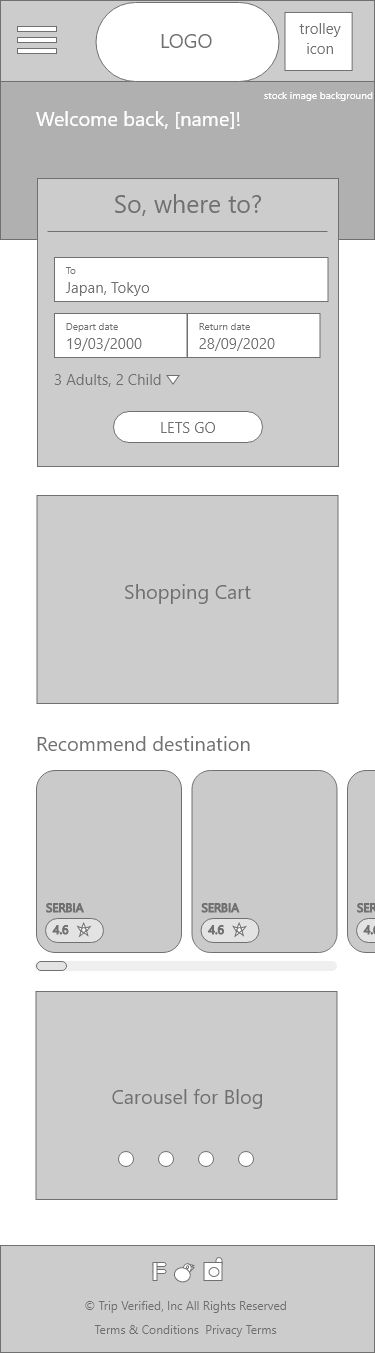 LOGO
trolley
icon
stock image background
Welcome back, [name]!
So, where to?
To
Japan, Tokyo
Depart date
19/03/2000
Return date
28/09/2020
3 Adults, 2 Child
LETS GO
Shopping Cart
Recommend destination
SERBIA
4.6
SERBIA
4.6
SER
4.
Carousel for Blog
© Trip Verified, Inc All Rights Reserved
Terms & Conditions Privacy Terms